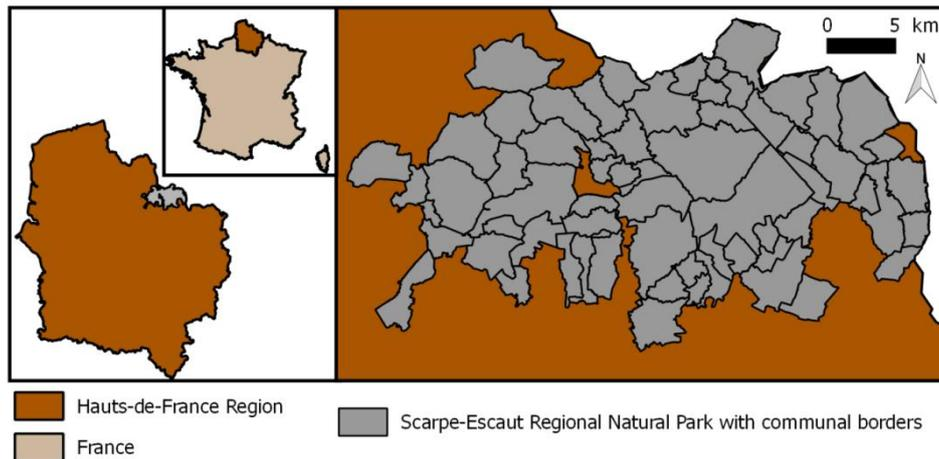 0 5 km
N
Hauts-de-France Region
France
Scarpe-Escaut Regional Natural Park with communal borders